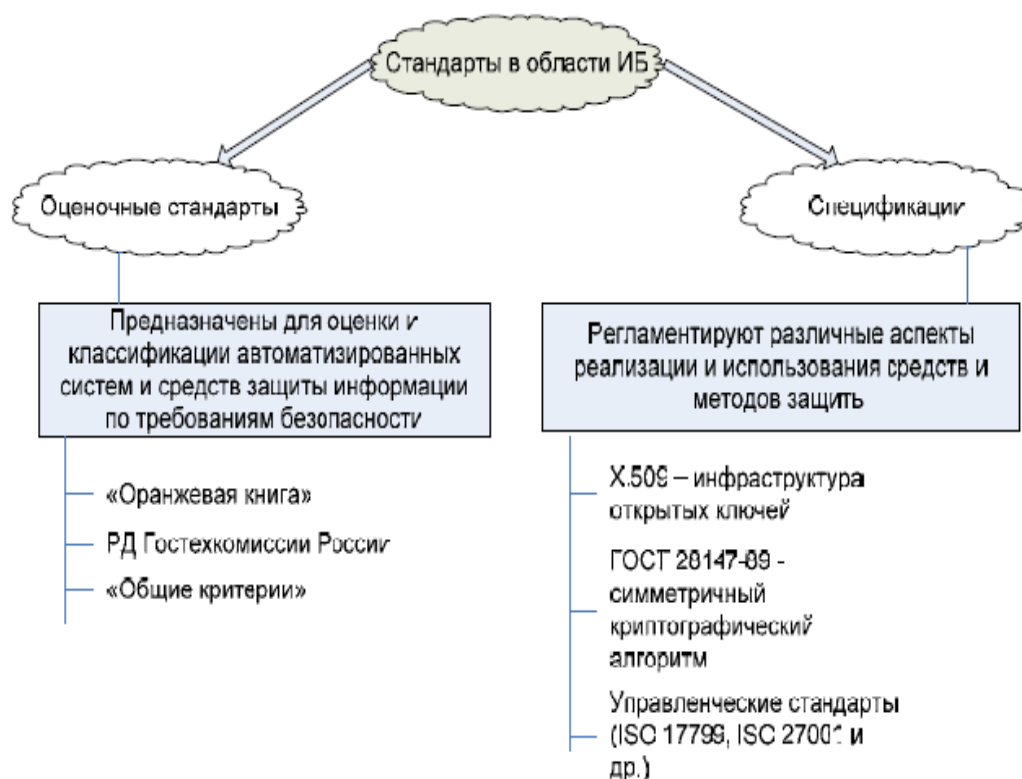 Стандарты в области ИБ
Оценочные стандарты
Спецификации
Предназначены для оценки и
классификации автоматизированных
систем и средств защиты информации
по требованиям безопасности
«Оранжевая книга»
РД Гостехкомиссии России
«Общие критерии»
Регламентируют различные аспекты
реализации и использования средств и
методов защиты
X.509 – инфраструктура
открытых ключей
ГОСТ 28147-89 -
симметричный
криптографический
алгоритм
Управленческие стандарты
(ISO 17799, ISO 27001 и
др.)